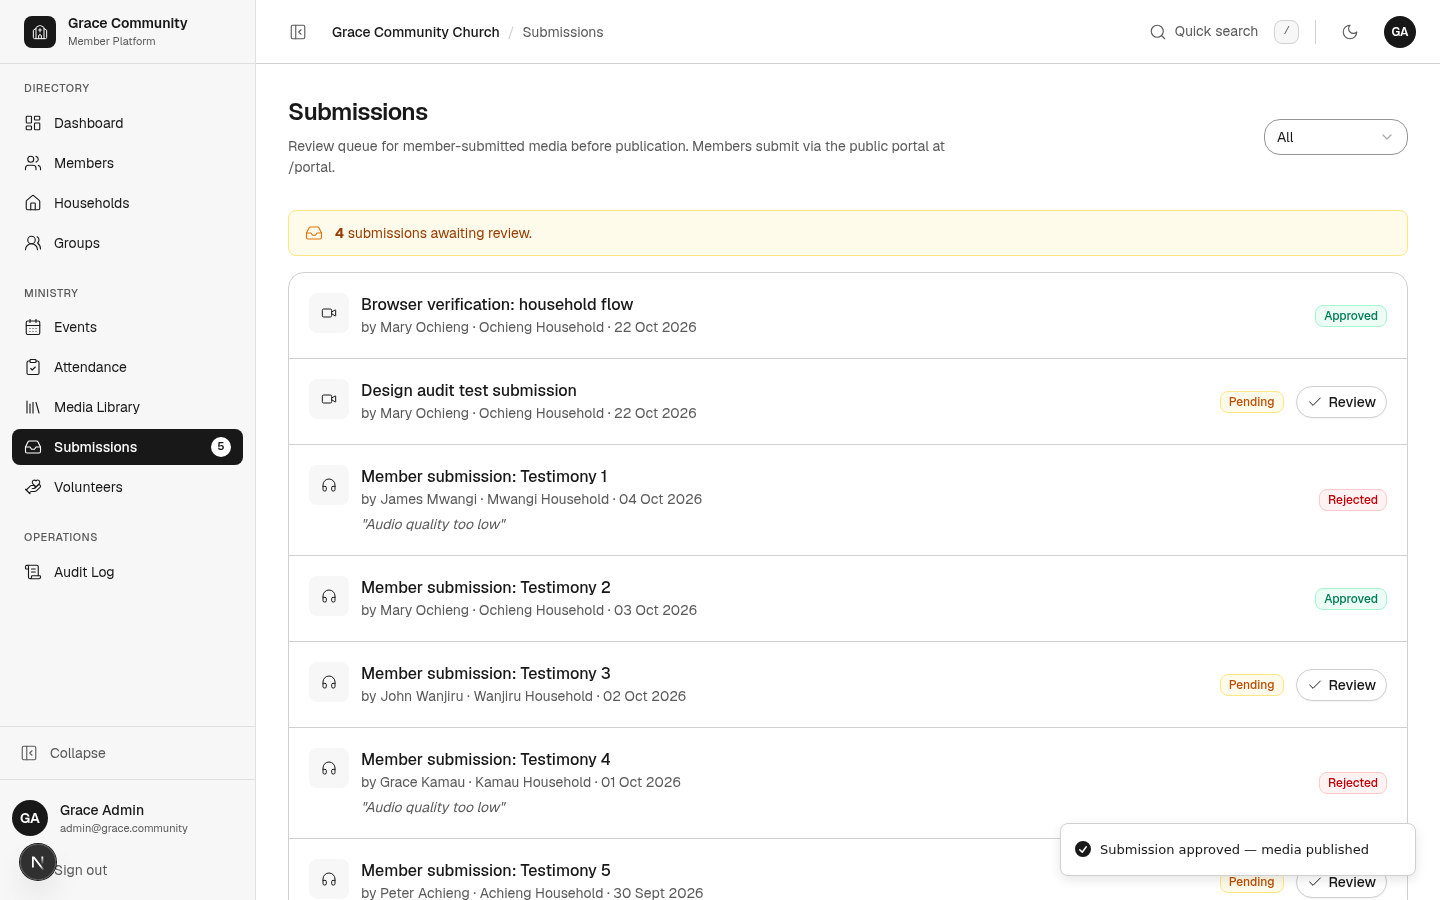 Grace Community
Member Platform
DIRECTORY
Dashboard
Members
Households
Groups
MINISTRY
Events
Attendance
Media Library
Submissions 5
Volunteers
OPERATIONS
Audit Log
Collapse
GA
Grace Admin
admin@grace.community
N
Sign out
Grace Community Church / Submissions
Quick search /
GA
Submissions
Review queue for member-submitted media before publication. Members submit via the public portal at
/portal.
All
4 submissions awaiting review.
Browser verification: household flow
by Mary Ochieng · Ochieng Household · 22 Oct 2026
Approved
Design audit test submission
by Mary Ochieng · Ochieng Household · 22 Oct 2026
Pending
Review
Member submission: Testimony 1
by James Mwangi · Mwangi Household · 04 Oct 2026
"Audio quality too low"
Rejected
Member submission: Testimony 2
by Mary Ochieng · Ochieng Household · 03 Oct 2026
Approved
Member submission: Testimony 3
by John Wanjiru · Wanjiru Household · 02 Oct 2026
Pending
Review
Member submission: Testimony 4
by Grace Kamau · Kamau Household · 01 Oct 2026
"Audio quality too low"
Rejected
Member submission: Testimony 5
by Peter Achieng · Achieng Household · 30 Sept 2026
Pending
Review
Submission approved — media published